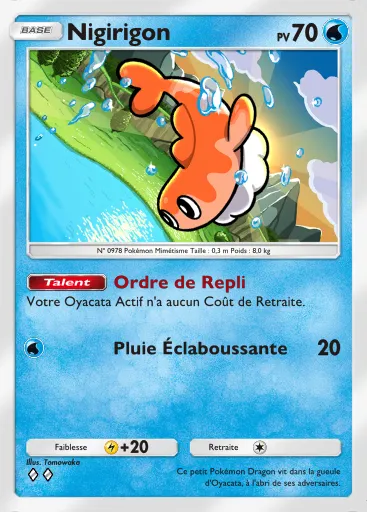 BASE Nigirigon PV 70
N° 0978 Pokémon Mimétisme Taille : 0,3 m Poids : 8,0 kg
Talent Ordre de Repli
Votre Oyacata Actif n'a aucun Coût de Retraite.
Pluie Éclaboussante 20
Faiblesse +20 Retraite
Illus. Tomowaka
Ce petit Pokémon Dragon vit dans la gueule
d'Oyacata, à l'abri de ses adversaires.